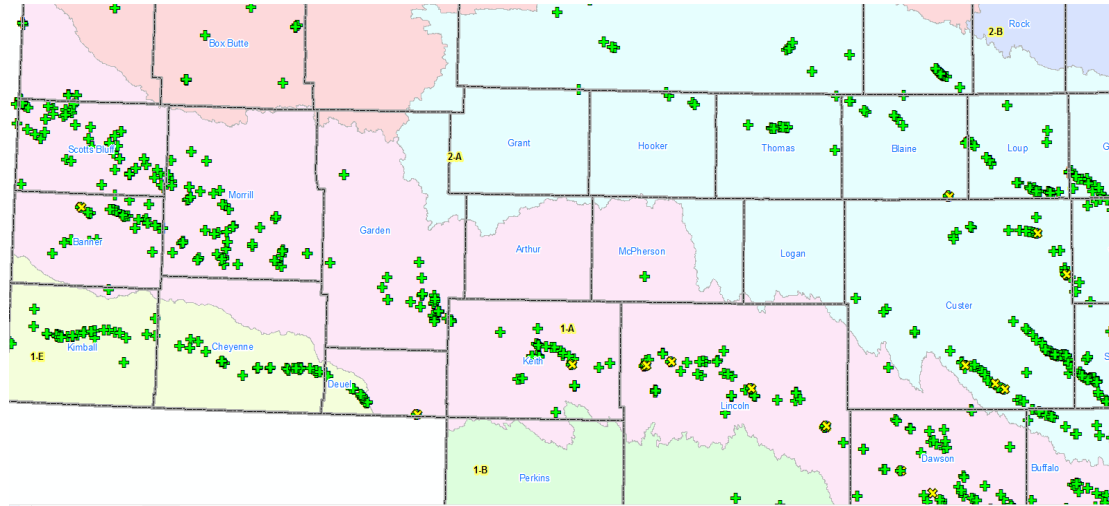 2-B
Rock
Box Butte
Grant
Hooker
Thomas
Blaine
Loup
G
Scotts Bluff
2-A
Morrill
Garden
Arthur
McPherson
Logan
Banner
Custer
1-A
Kimball
Cheyenne
1-E
Keith
S
Deuel
Lincoln
Dawson
Buffalo
1-B
Perkins